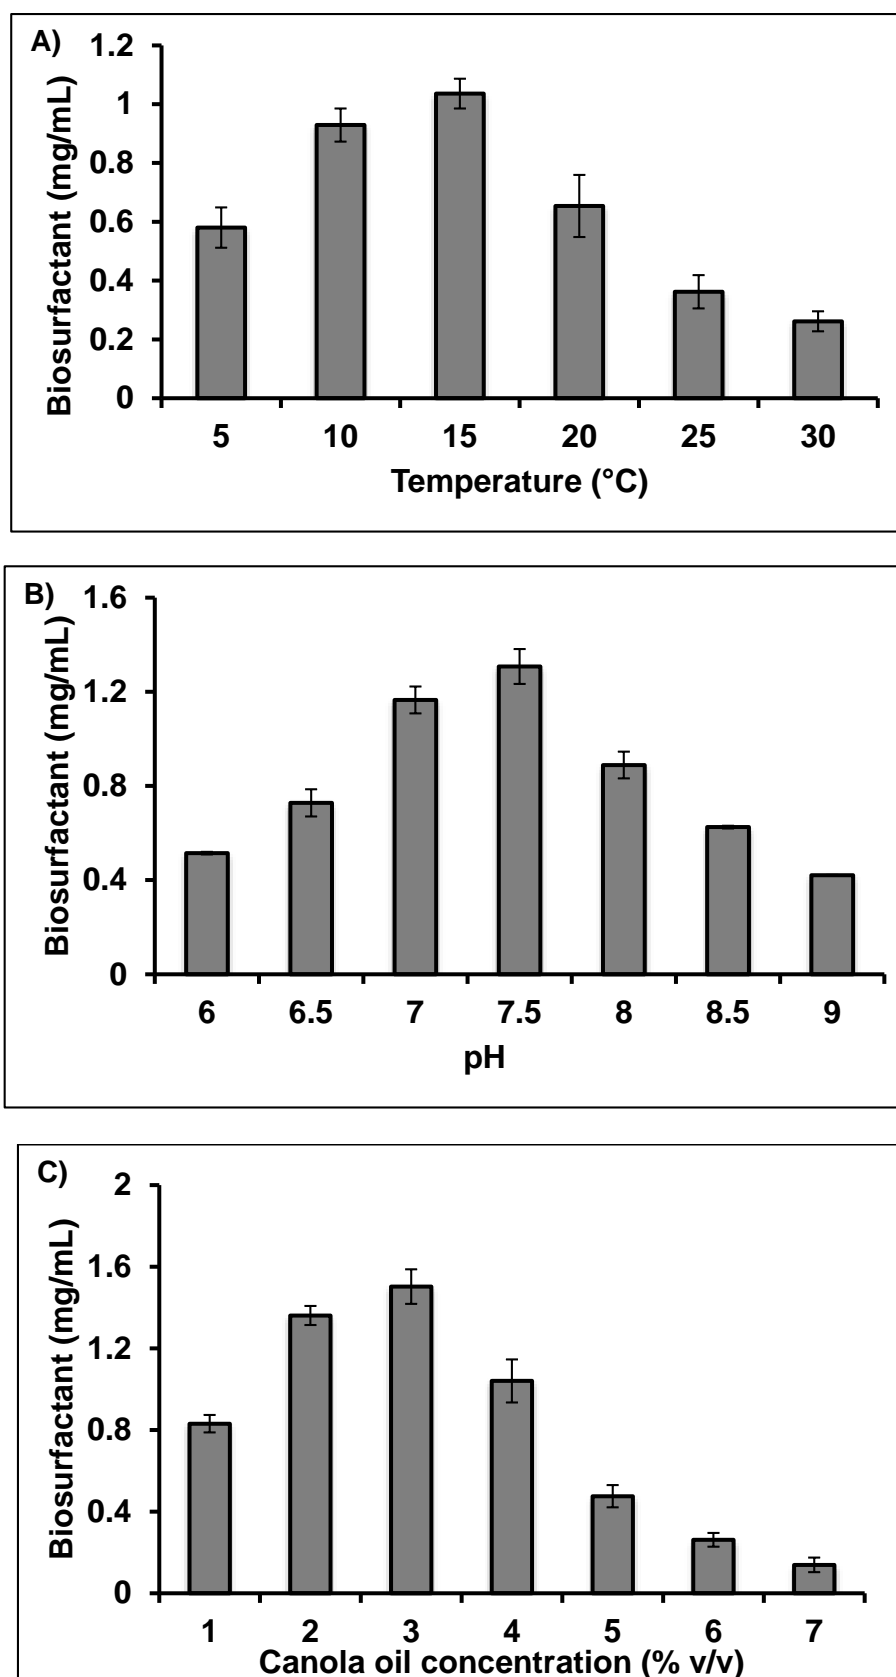 A)
Biosurfactant (mg/mL)
1.2
1
0.8
0.6
0.4
0.2
0
5 10 15 20 25 30
Temperature (°C)
B)
Biosurfactant (mg/mL)
1.6
1.2
0.8
0.4
0
6 6.5 7 7.5 8 8.5 9
pH
C)
Biosurfactant (mg/mL)
2
1.6
1.2
0.8
0.4
0
1 2 3 4 5 6 7
Canola oil concentration (% v/v)